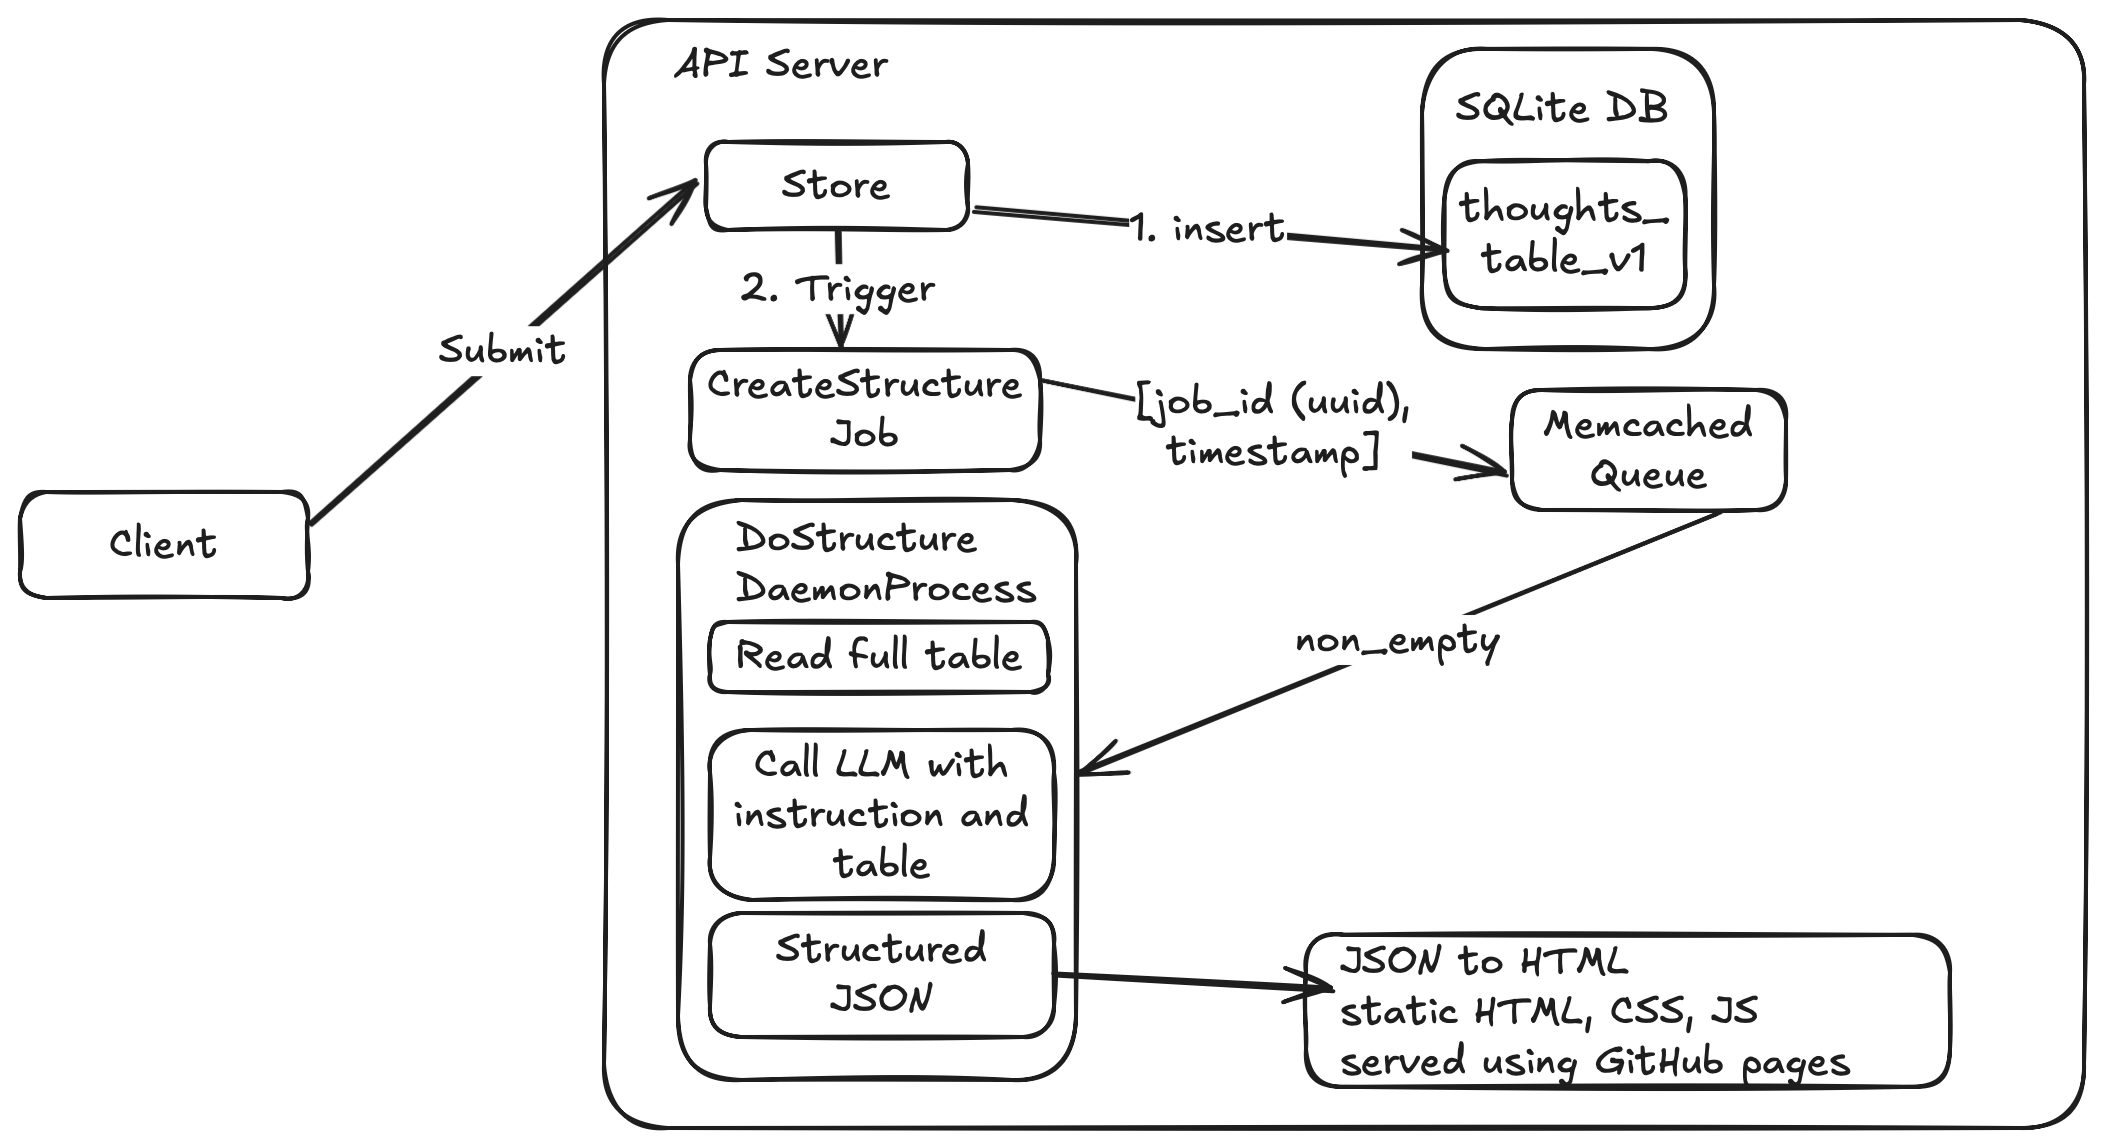 API Server
SQLite DB
Store
thoughts_
table_v1
1. insert
2. Trigger
Submit
CreateStructure
Job
[job_id (uuid),
timestamp]
Memcached
Queue
Client
DoStructure
DaemonProcess
Read full table
non_empty
Call LLM with
instruction and
table
Structured
JSON
JSON to HTML
static HTML, CSS, JS
served using GitHub pages